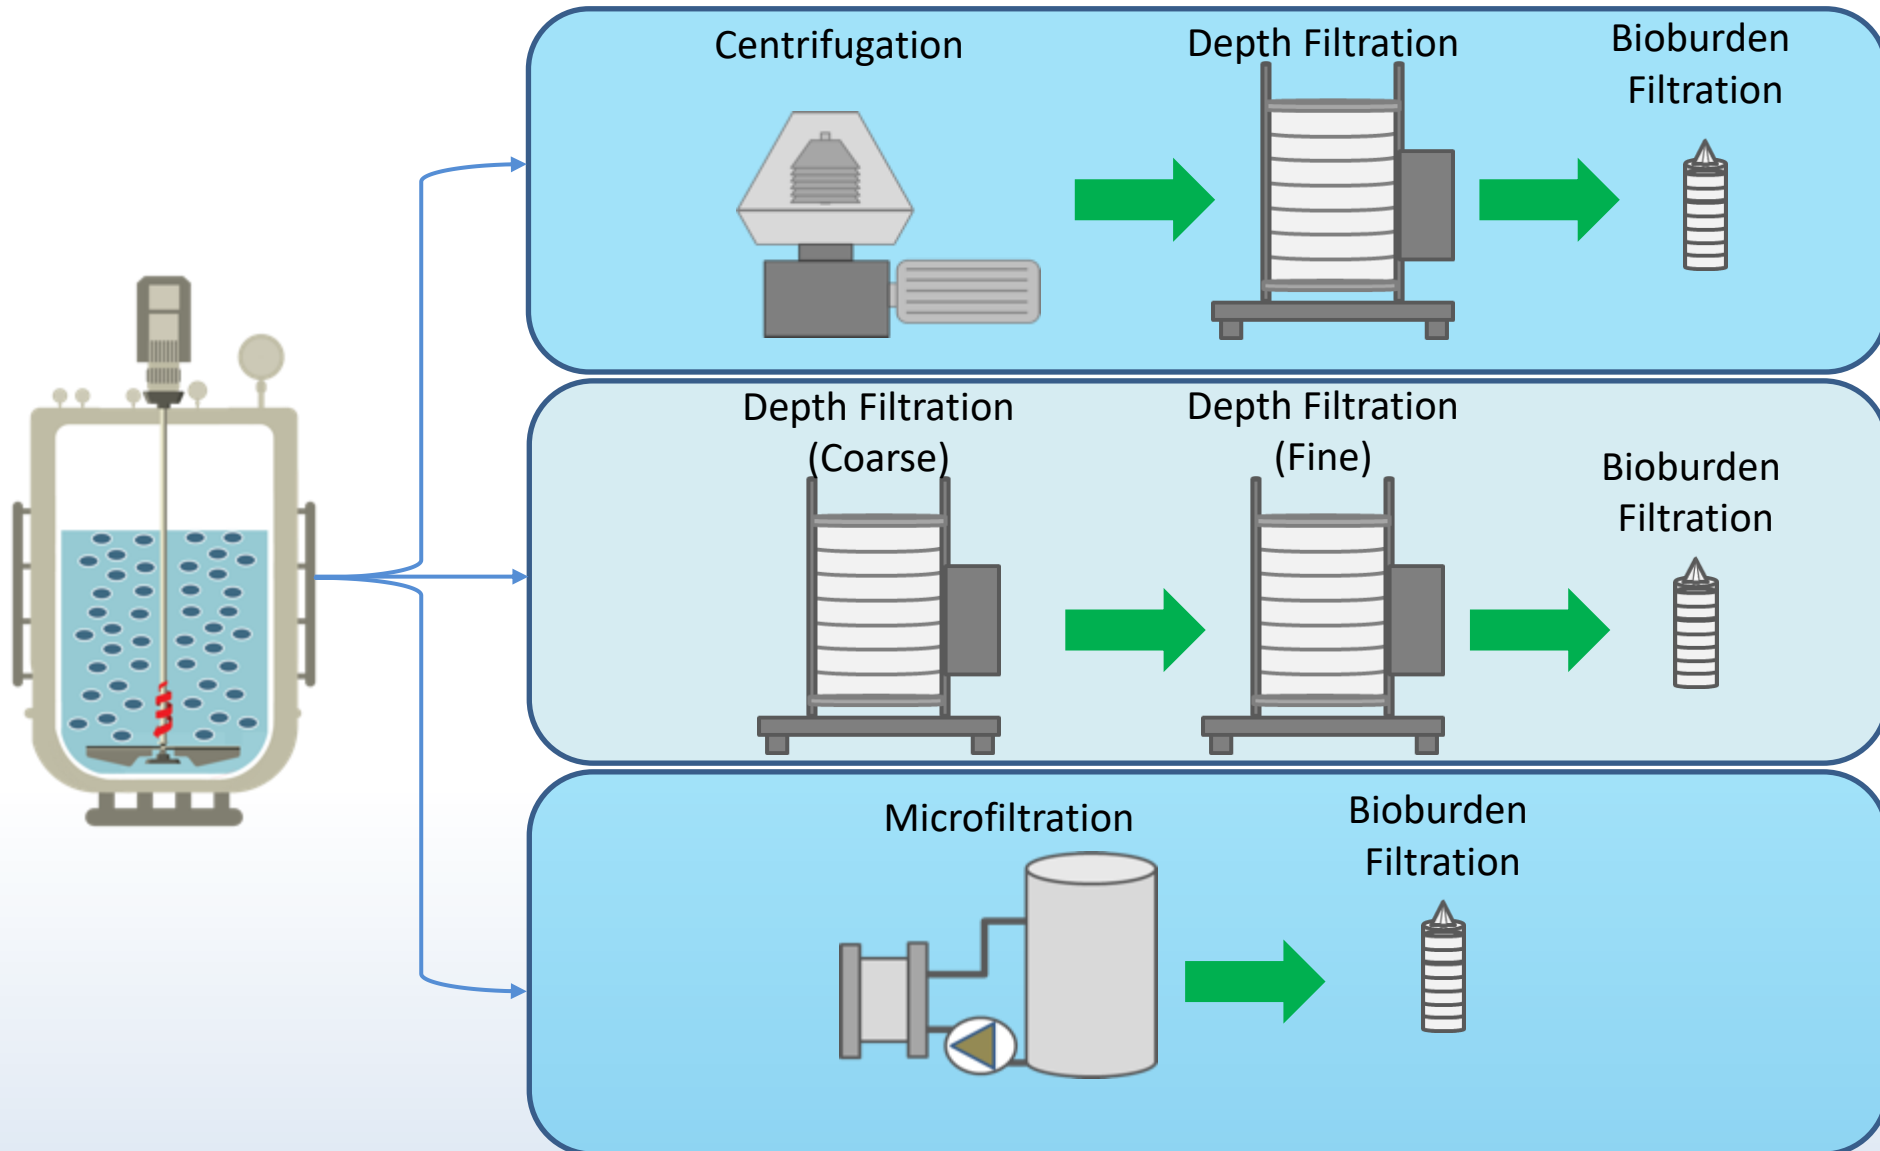 Centrifugation
Depth Filtration
Bioburden
Filtration
Depth Filtration
(Coarse)
Depth Filtration
(Fine)
Bioburden
Filtration
Microfiltration
Bioburden
Filtration